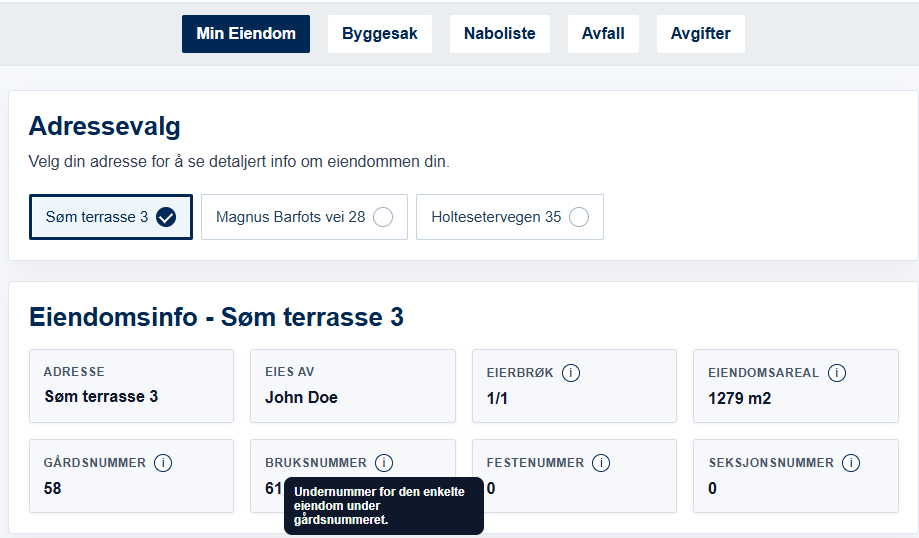 Min Eiendom Byggesak Naboliste Avfall Avgifter
Adressevalg
Velg din adresse for å se detaljert info om eiendommen din.
Søm terrasse 3 Magnus Barfots vei 28 Holtesetervegen 35
Eiendomsinfo - Søm terrasse 3
ADRESSE
Søm terrasse 3
EIES AV
John Doe
EIERBRØK i
1/1
EIENDOMSAREAL i
1279 m2
GÅRDSNUMMER i
58
BRUKSNUMMER i
Undernummer for den enkelte
eiendom under
gårdsnummeret.
FESTENUMMER i
0
SEKSJONSNUMMER i
0